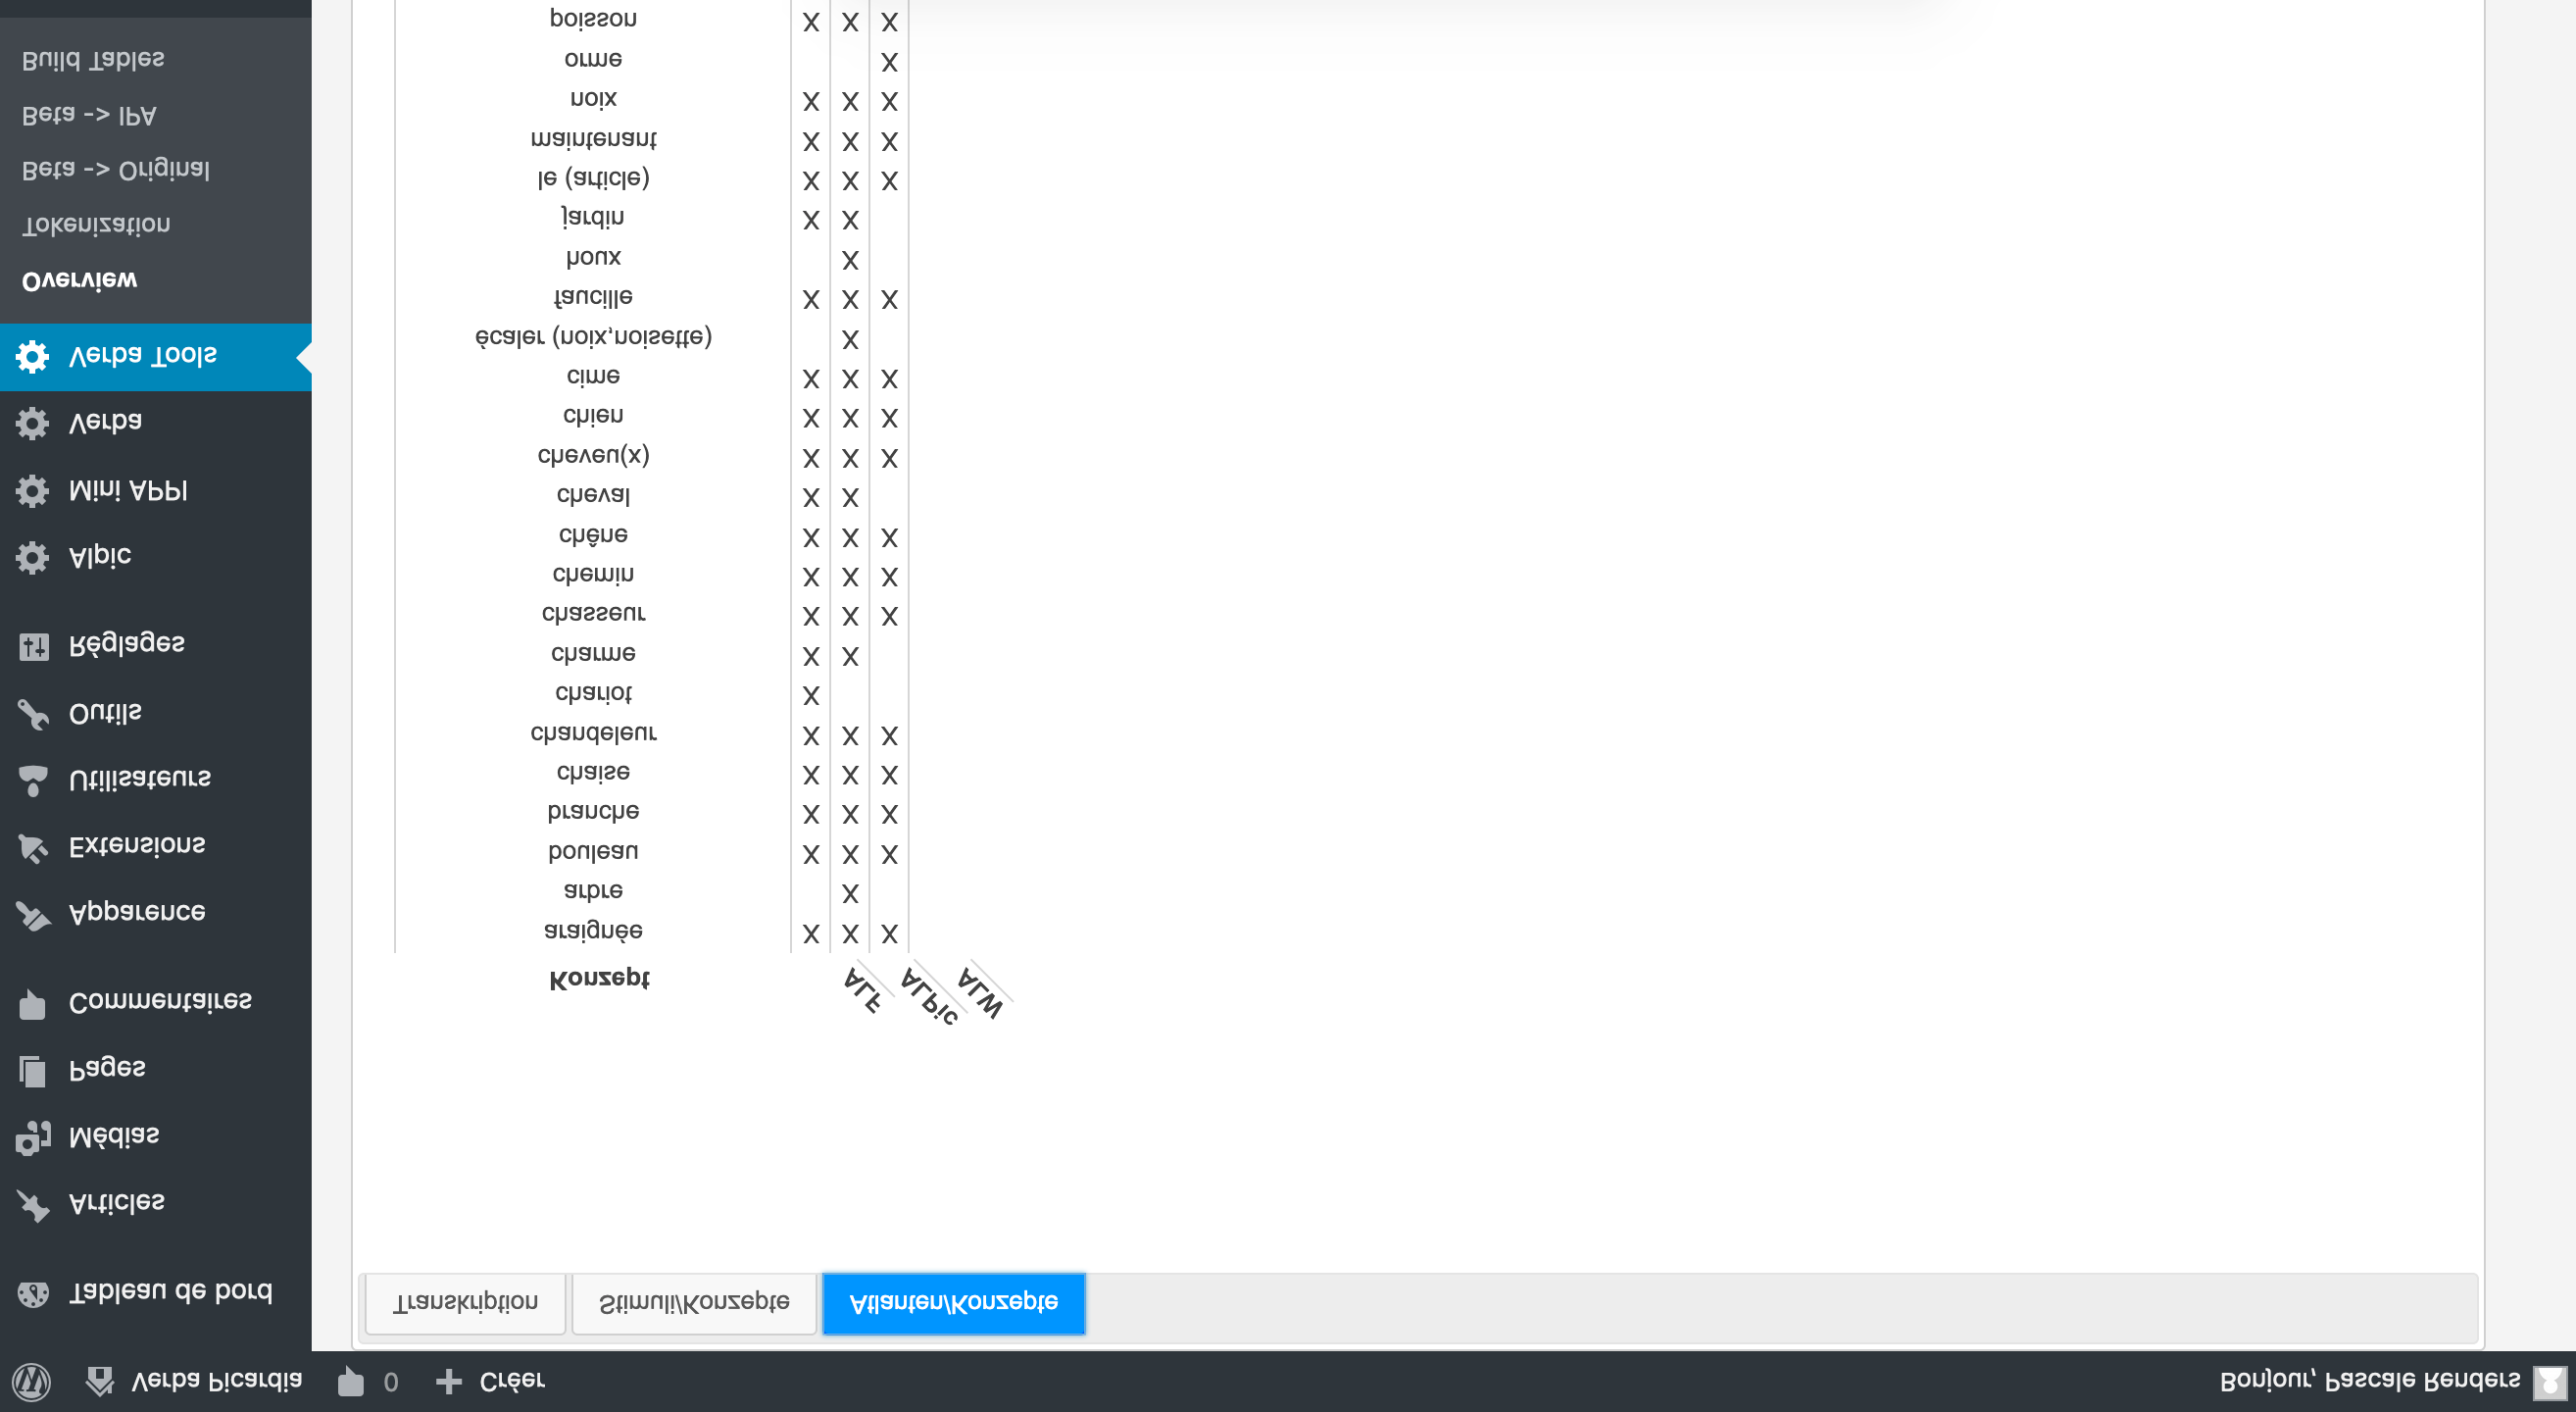 Verba Picardia 0 Créer Bonjour, Pascale Renders
Tableau de bord
Articles
Médias
Pages
Commentaires
Apparence
Extensions
Utilisateurs
Outils
Réglages
Alpic
Mini APPI
Verba
Verba Tools
Overview
Tokenization
Beta -> Original
Beta -> IPA
Build Tables
Transkription Stimuli/Konzepte Atlanten/Konzepte
Konzept ALF ALPic ALW
araignée X X X
arbre X
bouleau X X X
branche X X X
chaise X X X
chandeleur X X X
chariot X
charme X X
chasseur X X X
chemin X X X
chêne X X X
cheval X X
cheveu(x) X X X
chien X X X
cime X X X
écaler (noix,noisette) X
faucille X X X
houx X
jardin X X
le (article) X X X
maintenant X X X
noix X X X
orme X
poisson X X X